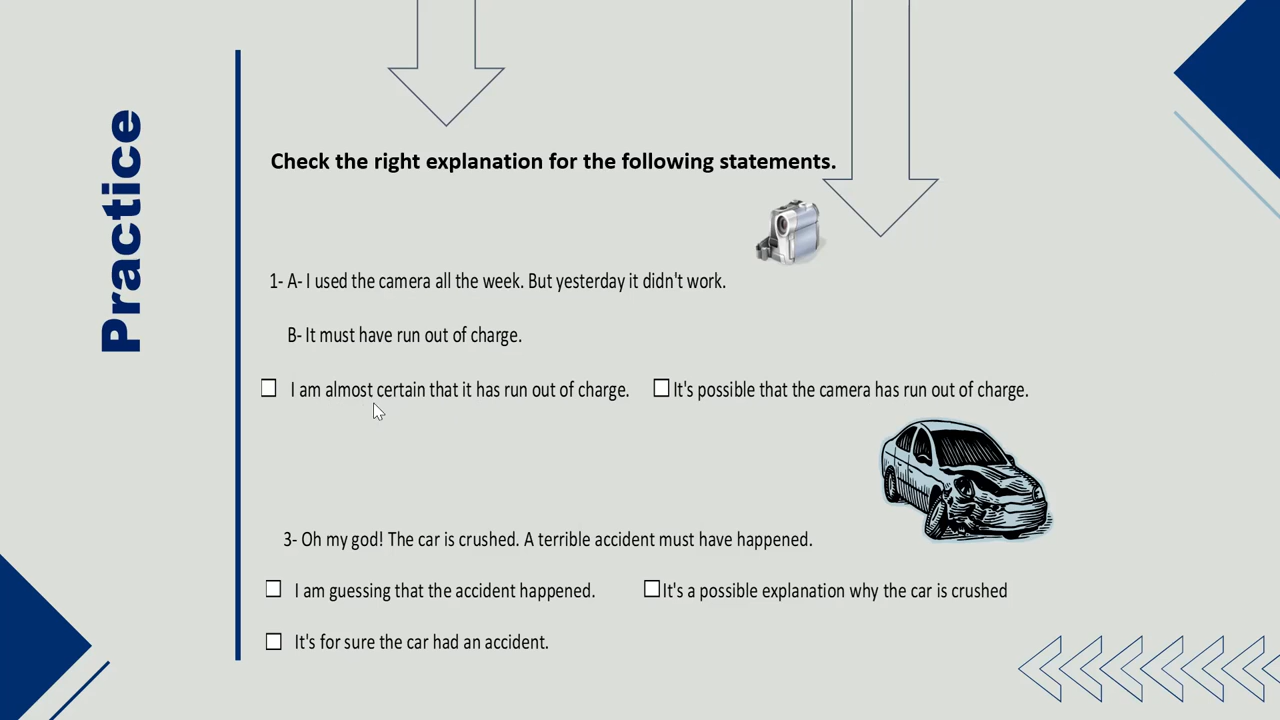 Practice
Check the right explanation for the following statements.
1- A- I used the camera all the week. But yesterday it didn't work.
B- It must have run out of charge.
I am almost certain that it has run out of charge. It's possible that the camera has run out of charge.
3- Oh my god! The car is crushed. A terrible accident must have happened.
I am guessing that the accident happened. It's a possible explanation why the car is crushed
It's for sure the car had an accident.